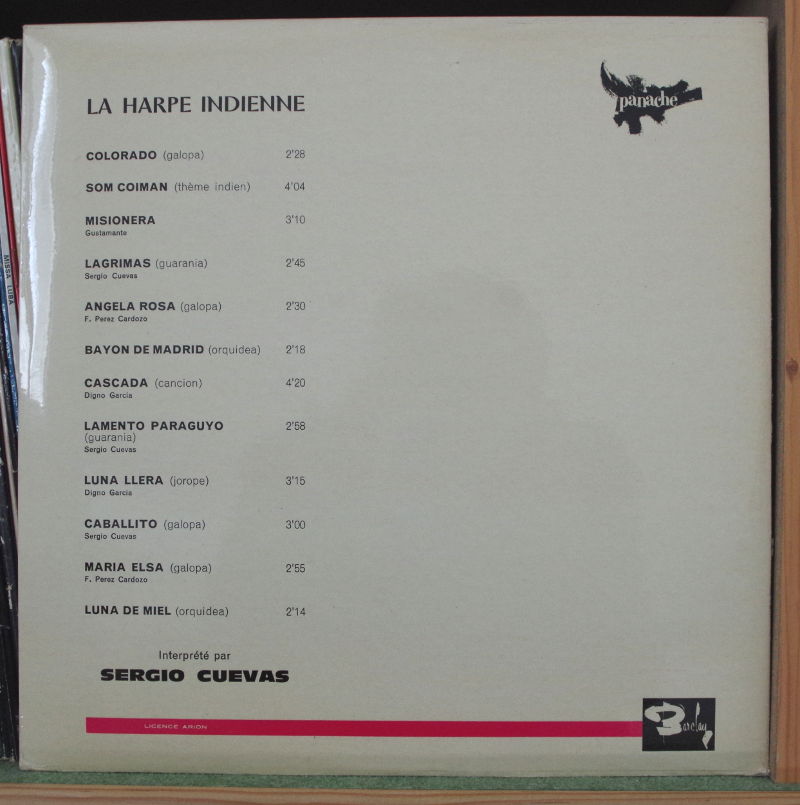 panache
LA HARPE INDIENNE
COLORADO (galopa) 2'28
SOM COIMAN (thème indien) 4'04
MISIONERA 3'10
Gustamante
LAGRIMAS (guarania) 2'45
Sergio Cuevas
ANGELA ROSA (galopa) 2'30
F. Perez Cardozo
BAYON DE MADRID (orquidea) 2'18
CASCADA (cancion) 4'20
Digno Garcia
LAMENTO PARAGUYO 2'58
(guarania)
Sergio Cuevas
LUNA LLERA (jorope) 3'15
Digno Garcia
CABALLITO (galopa) 3'00
Sergio Cuevas
MARIA ELSA (galopa) 2'55
F. Perez Cardozo
LUNA DE MIEL (orquidea) 2'14
Interprété par
SERGIO CUEVAS
LICENCE ARION
Barclay
MISSA LUBA